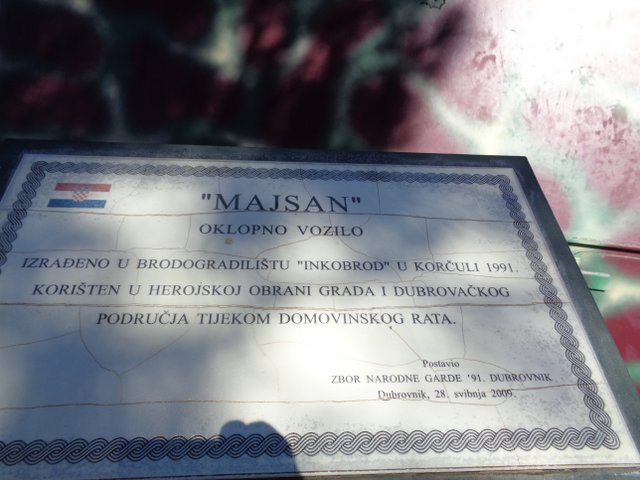 "MAJSAN"
OKLOPNO VOZILO
IZRAĐENO U BRODOGRADILIŠTU "INKOBROD" U KORČULI 1991.
KORIŠTEN U HEROJSKOJ OBRANI GRADA I DUBROVAČKOG
PODRUČJA TIJEKOM DOMOVINSKOG RATA.
Postavio
ZBOR NARODNE GARDE '91. DUBROVNIK
Dubrovnik, 28. svibnja 2009.